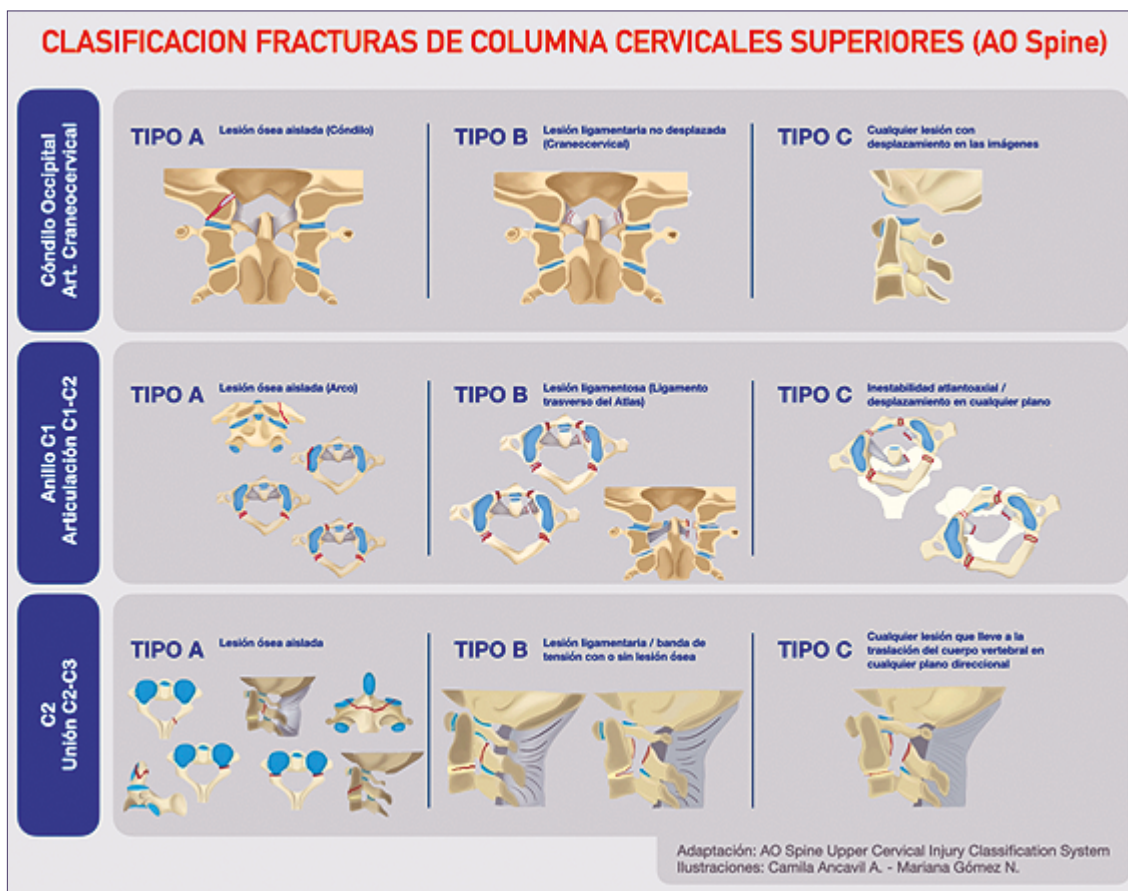 CLASIFICACION FRACTURAS DE COLUMNA CERVICALES SUPERIORES (AO Spine)
Cóndilo Occipital
Art. Craneocervical
TIPO A
Lesión ósea aislada (Cóndilo)
TIPO B
Lesión ligamentaria no desplazada
(Craneocervical)
TIPO C
Cualquier lesión con
desplazamiento en las imágenes
Anillo C1
Articulación C1-C2
TIPO A
Lesión ósea aislada (Arco)
TIPO B
Lesión ligamentosa (Ligamento
trasverso del Atlas)
TIPO C
Inestabilidad atlantoaxial /
desplazamiento en cualquier plano
C2
Unión C2-C3
TIPO A
Lesión ósea aislada
TIPO B
Lesión ligamentaria / banda de
tensión con o sin lesión ósea
TIPO C
Cualquier lesión que lleve a la
traslación del cuerpo vertebral en
cualquier plano direccional
Adaptación: AO Spine Upper Cervical Injury Classification System
Ilustraciones: Camila Ancavil A. - Mariana Gómez N.